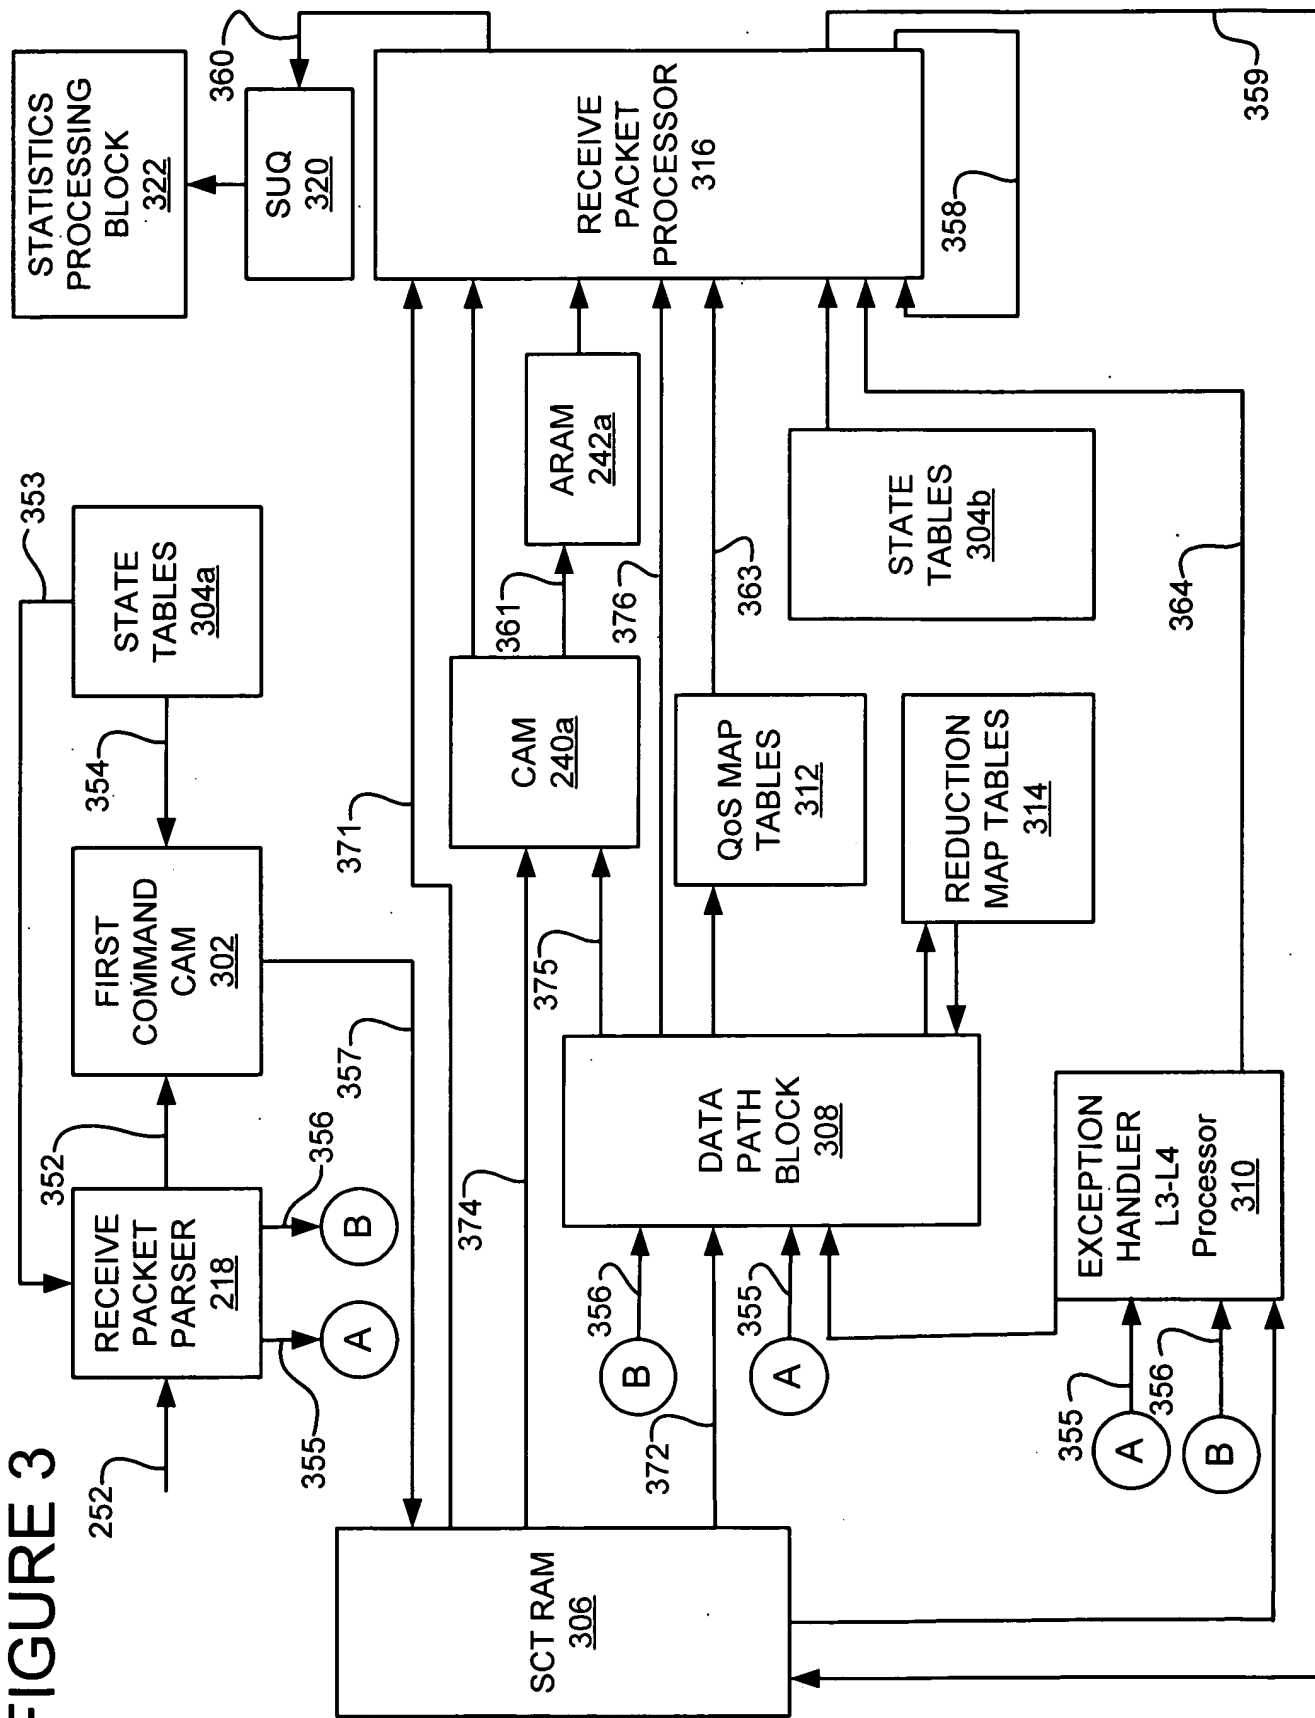 FIGURE 3
252
RECEIVE
PACKET
PARSER
218
352
353
354
FIRST
COMMAND
CAM
302
STATE
TABLES
304a
355
A
356
B
357
SCT RAM
306
371
374
372
375
B
356
A
355
DATA
PATH
BLOCK
308
CAM
240a
361
ARAM
242a
376
QoS MAP
TABLES
312
363
REDUCTION
MAP TABLES
314
STATE
TABLES
304b
364
A
355
B
356
EXCEPTION
HANDLER
L3-L4
Processor
310
RECEIVE
PACKET
PROCESSOR
316
358
359
360
SUQ
320
STATISTICS
PROCESSING
BLOCK
322